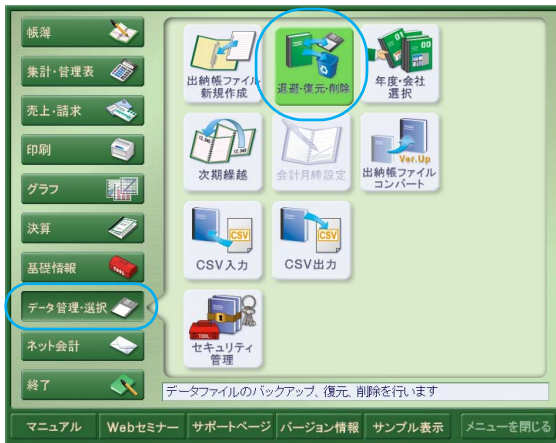 帳簿
集計・管理表
売上・請求
印刷
グラフ
決算
基礎情報
データ管理・選択
ネット会計
終了
出納帳ファイル
新規作成
退避・復元・削除
年度・会社
選択
次期繰越
会計月締設定
Ver.Up
出納帳ファイル
コンバート
CSV
CSV入力
CSV
CSV出力
TOOL
セキュリティ
管理
データファイルのバックアップ、復元、削除を行います
マニュアル
Webセミナー
サポートページ
バージョン情報
サンプル表示
メニューを閉じる